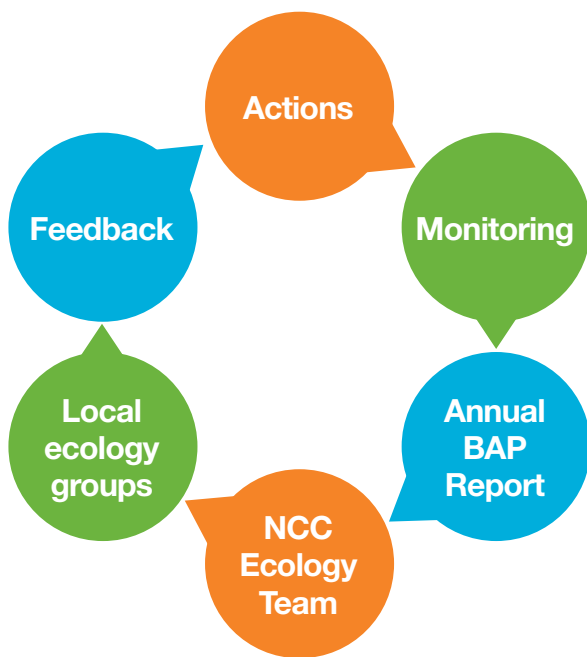 Actions
Monitoring
Annual
BAP
Report
NCC
Ecology
Team
Local
ecology
groups
Feedback